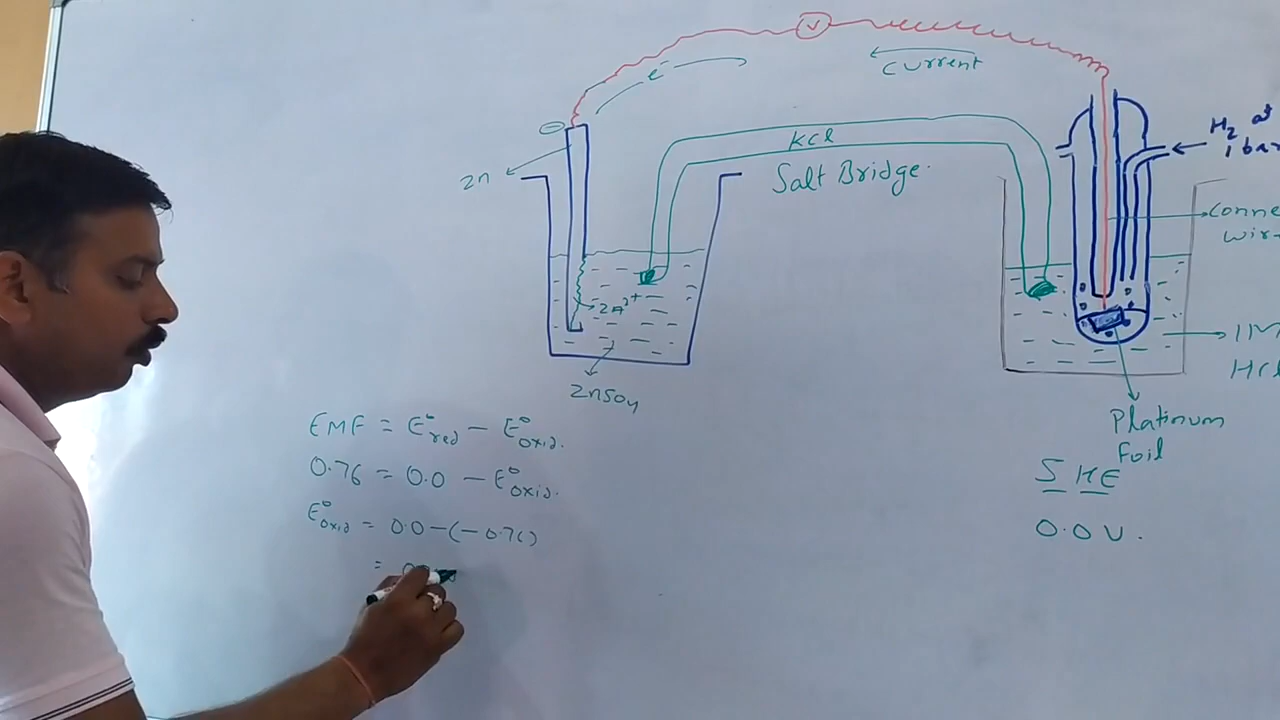 V
e⁻
Current
H₂ at
1 bar
KCl
Salt Bridge.
Zn
Conne
wir
Zn²⁺
1M
HCl
ZnSO₄
Platinum
Foil
SHE
0.0 V.
EMF = E°red - E°oxid.
0.76 = 0.0 - E°oxid.
E°oxid = 0.0 - (-0.76)
=